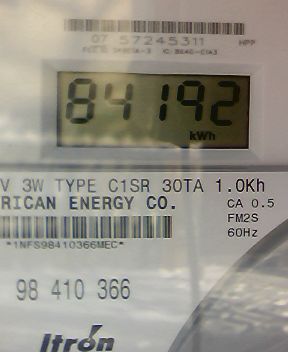 07 57245311 HPP
84192
kWh
V 3W TYPE C1SR 30TA 1.0Kh
RICAN ENERGY CO. CA 0.5
FM2S
60Hz
*1NFS98410366MEC*
98 410 366
Itron